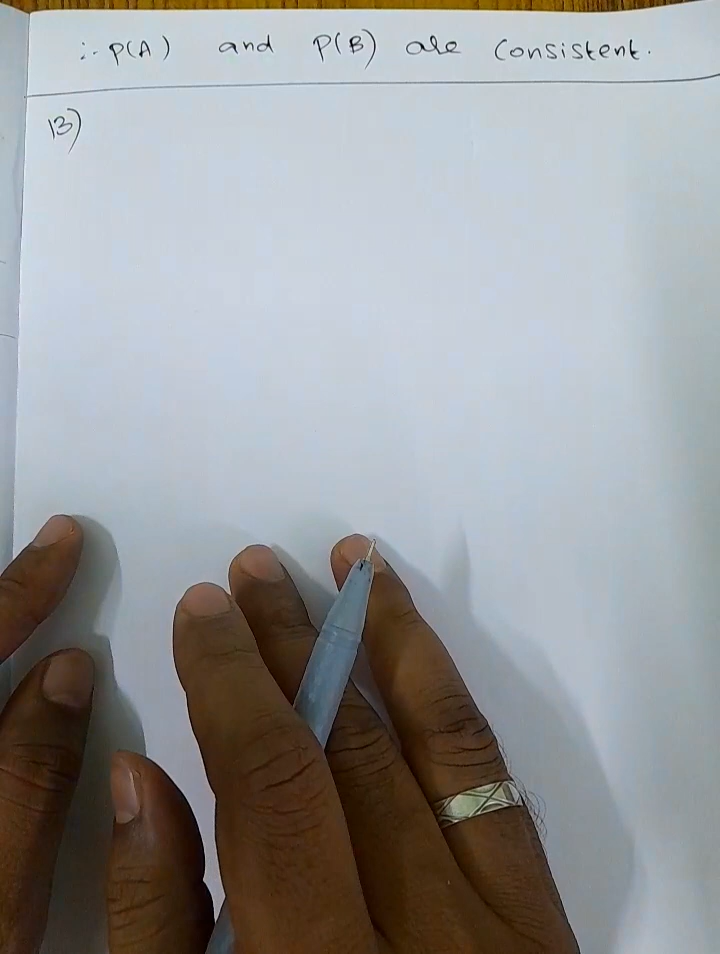 ∴ P(A) and P(B) are consistent.
13)